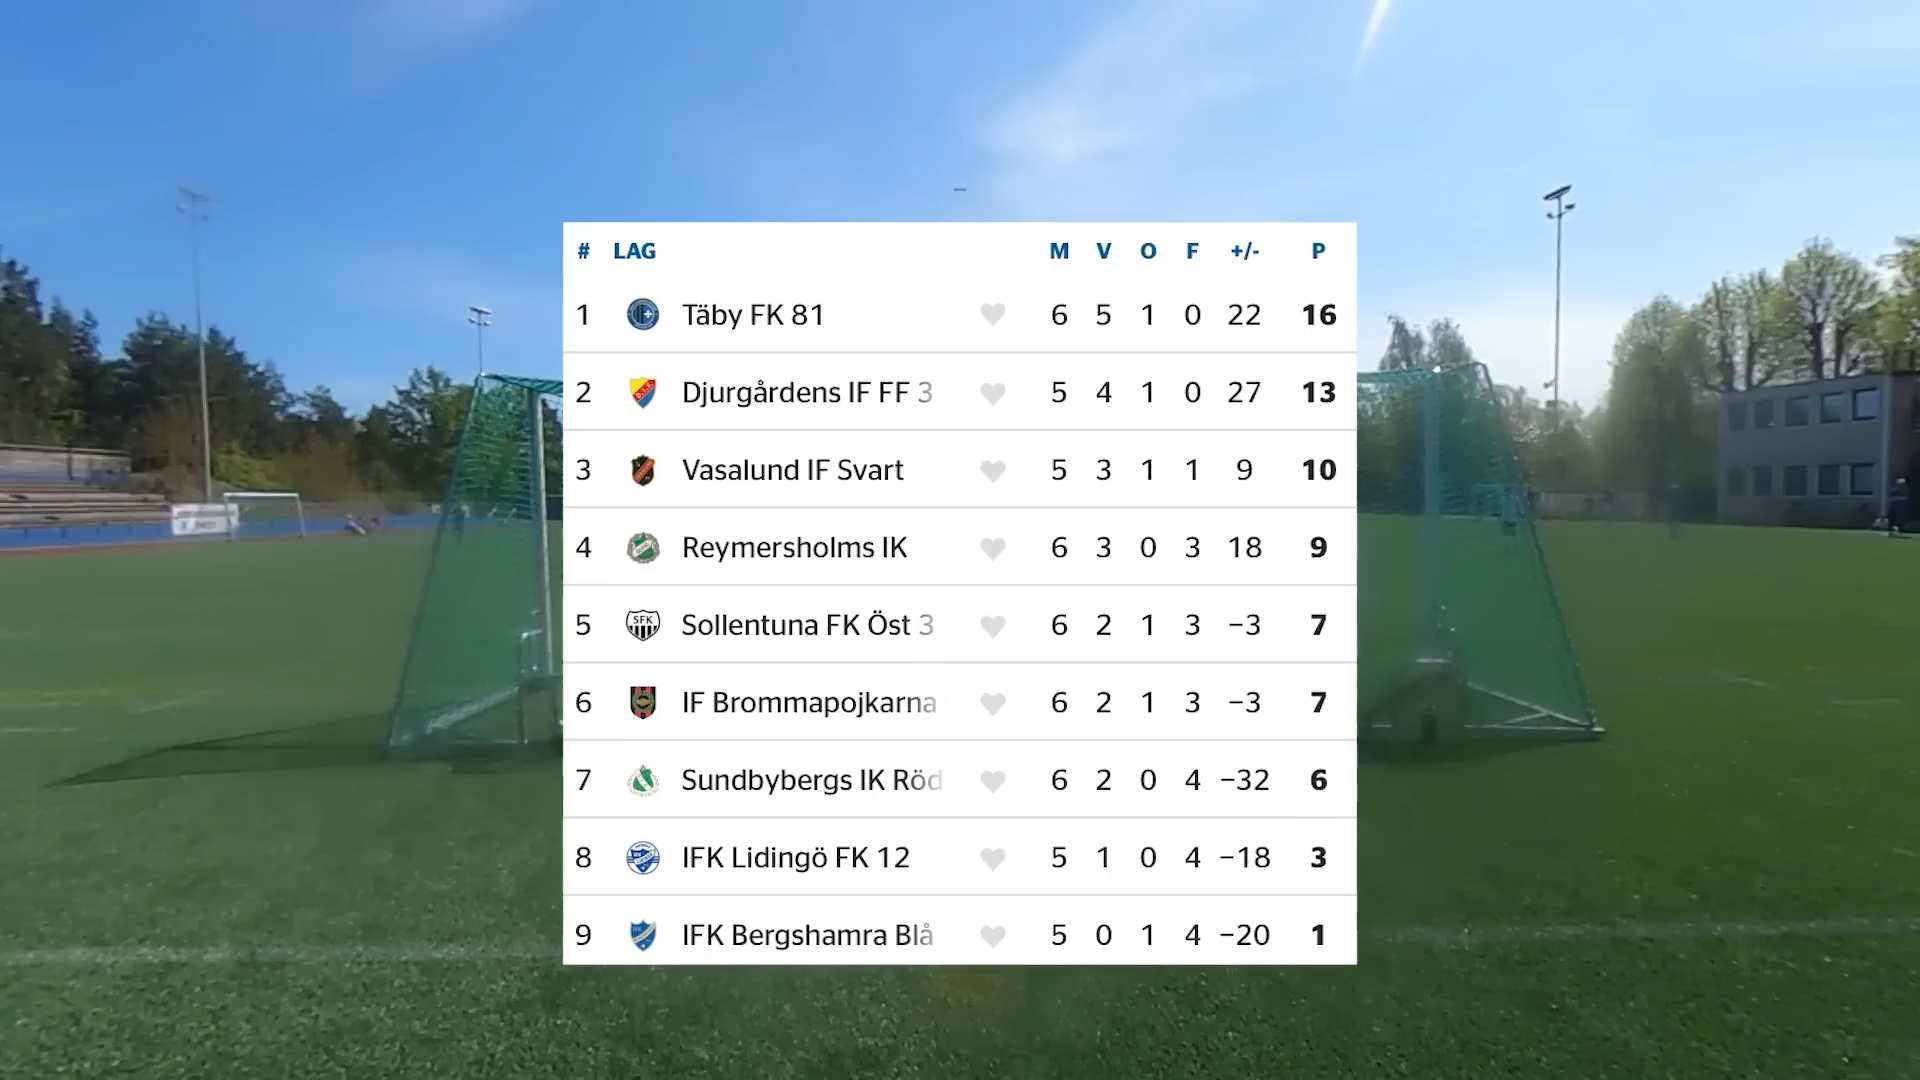 # LAG M V O F +/- P
1 Täby FK 81 6 5 1 0 22 16
2 Djurgårdens IF FF 3 5 4 1 0 27 13
3 Vasalund IF Svart 5 3 1 1 9 10
4 Reymersholms IK 6 3 0 3 18 9
5 SFK Sollentuna FK Öst 3 6 2 1 3 −3 7
6 IF Brommapojkarna 6 2 1 3 −3 7
7 Sundbybergs IK Röd 6 2 0 4 −32 6
8 IFK Lidingö FK 12 5 1 0 4 −18 3
9 IFK Bergshamra Blå 5 0 1 4 −20 1